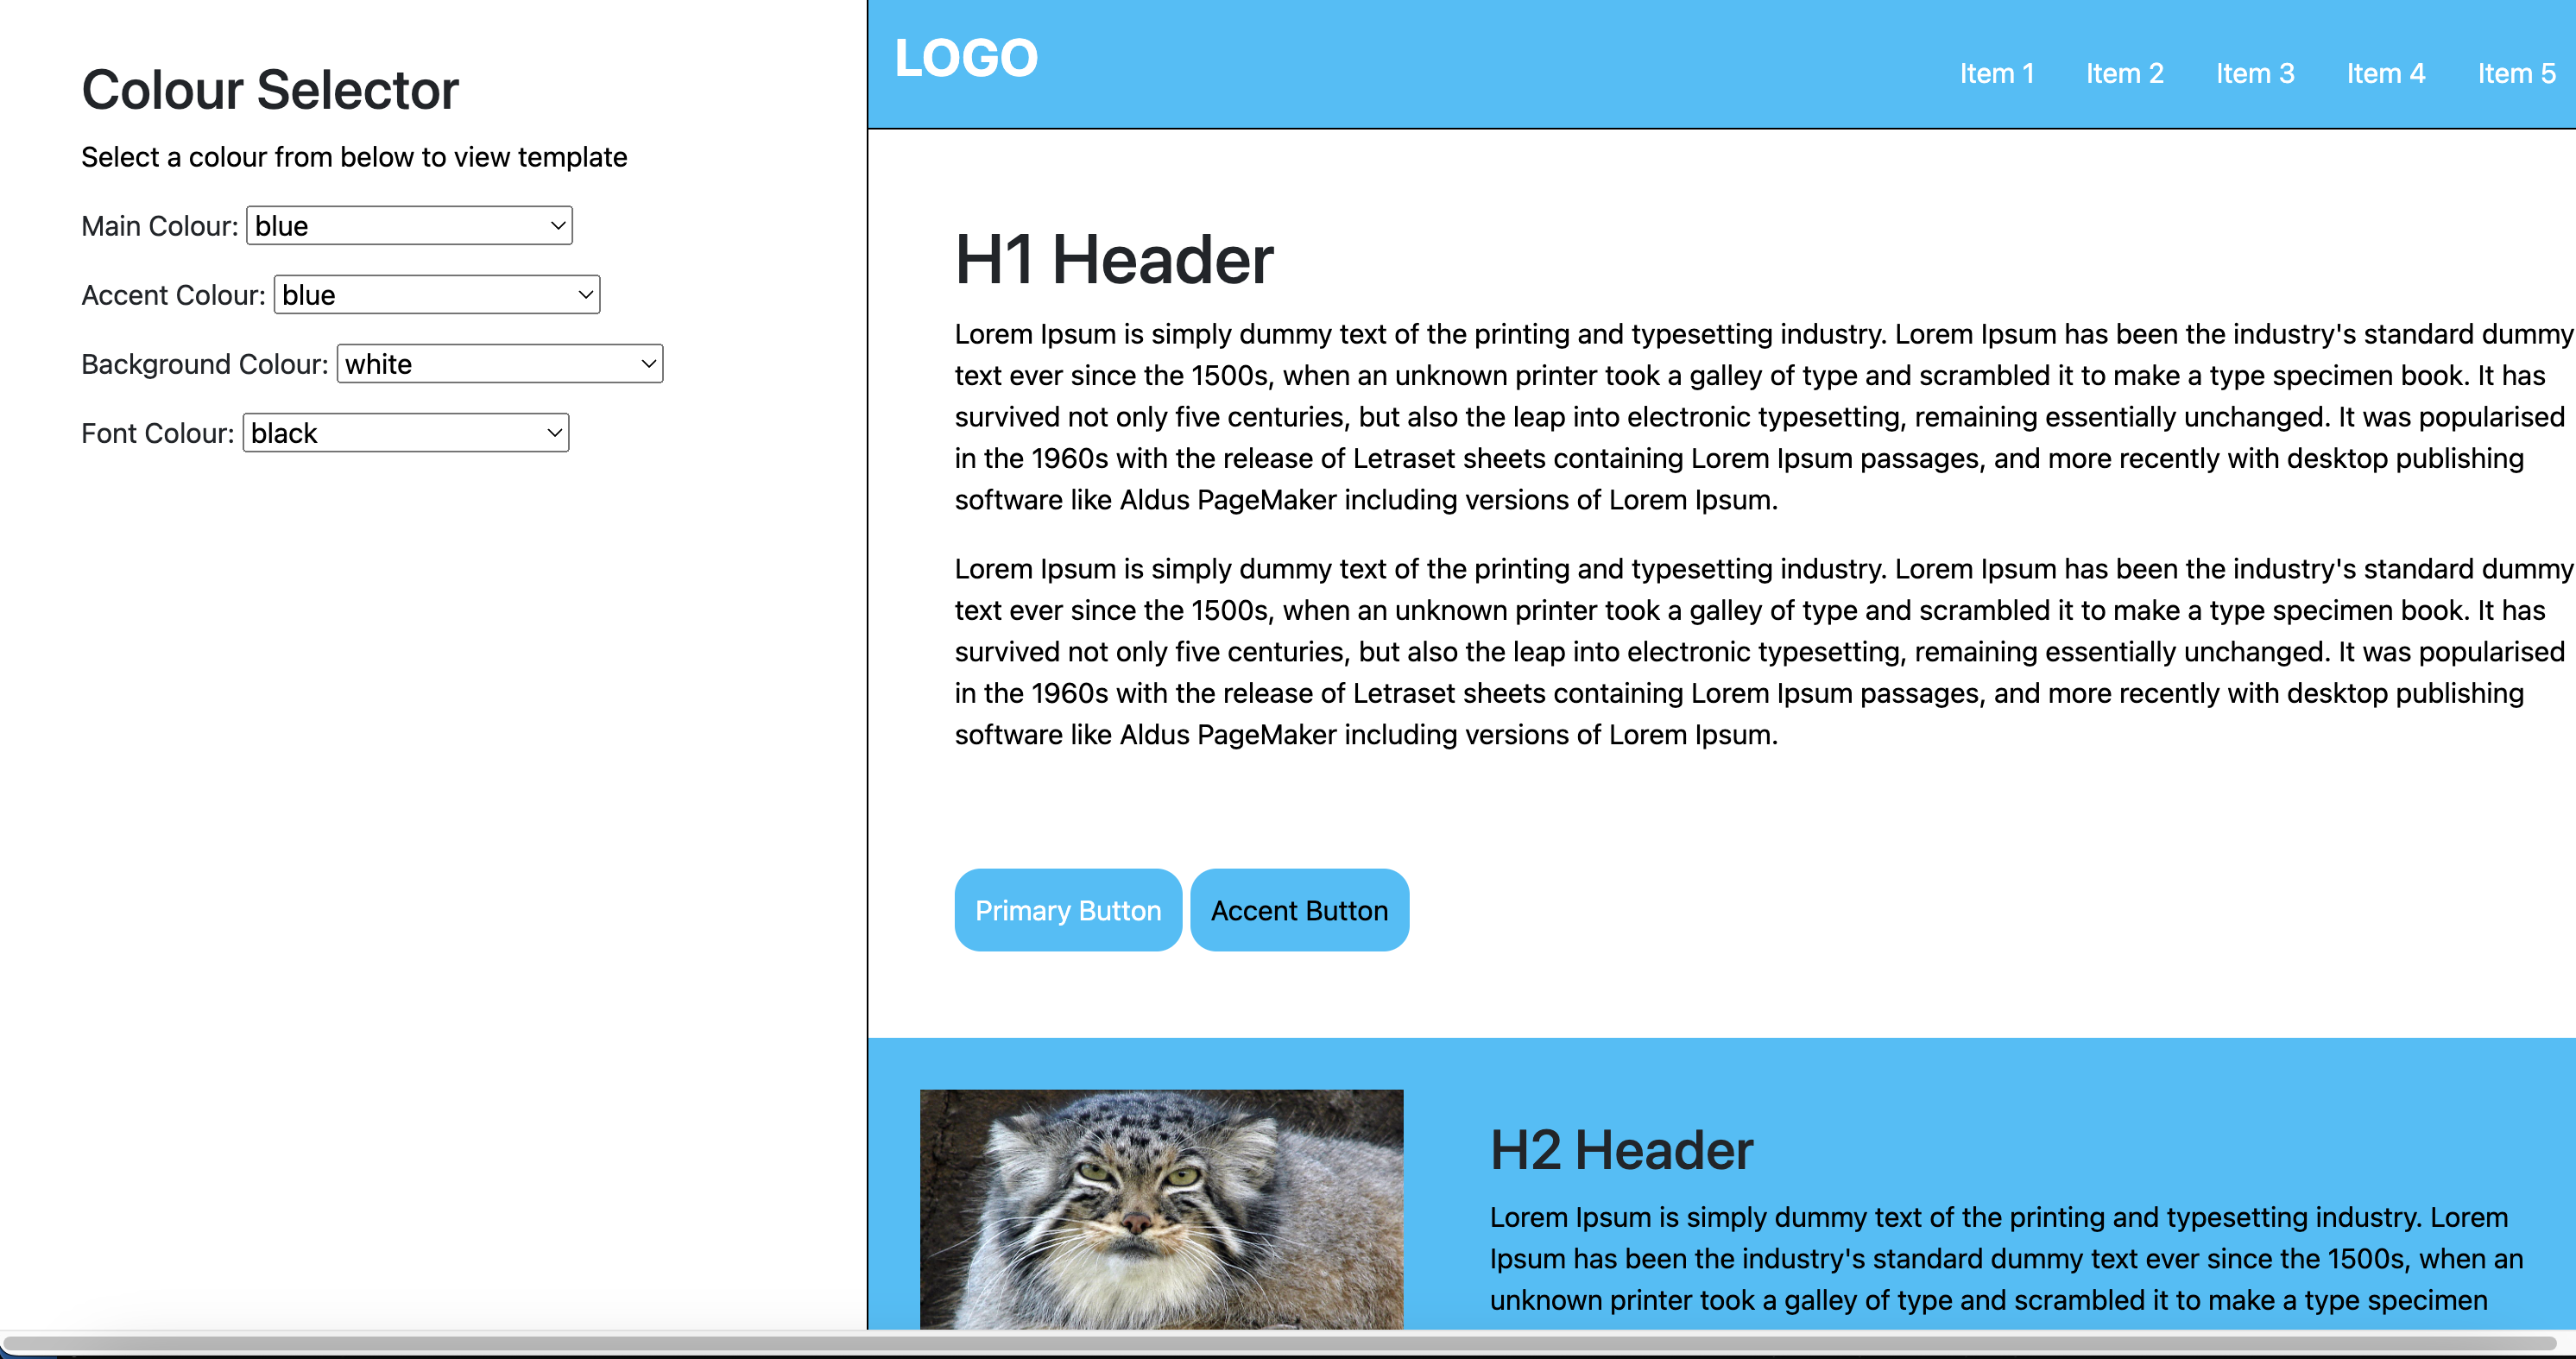 Colour Selector
Select a colour from below to view template
Main Colour: blue
Accent Colour: blue
Background Colour: white
Font Colour: black
LOGO
Item 1 Item 2 Item 3 Item 4 Item 5
H1 Header
Lorem Ipsum is simply dummy text of the printing and typesetting industry. Lorem Ipsum has been the industry's standard dummy
text ever since the 1500s, when an unknown printer took a galley of type and scrambled it to make a type specimen book. It has
survived not only five centuries, but also the leap into electronic typesetting, remaining essentially unchanged. It was popularised
in the 1960s with the release of Letraset sheets containing Lorem Ipsum passages, and more recently with desktop publishing
software like Aldus PageMaker including versions of Lorem Ipsum.
Lorem Ipsum is simply dummy text of the printing and typesetting industry. Lorem Ipsum has been the industry's standard dummy
text ever since the 1500s, when an unknown printer took a galley of type and scrambled it to make a type specimen book. It has
survived not only five centuries, but also the leap into electronic typesetting, remaining essentially unchanged. It was popularised
in the 1960s with the release of Letraset sheets containing Lorem Ipsum passages, and more recently with desktop publishing
software like Aldus PageMaker including versions of Lorem Ipsum.
Primary Button Accent Button
H2 Header
Lorem Ipsum is simply dummy text of the printing and typesetting industry. Lorem
Ipsum has been the industry's standard dummy text ever since the 1500s, when an
unknown printer took a galley of type and scrambled it to make a type specimen